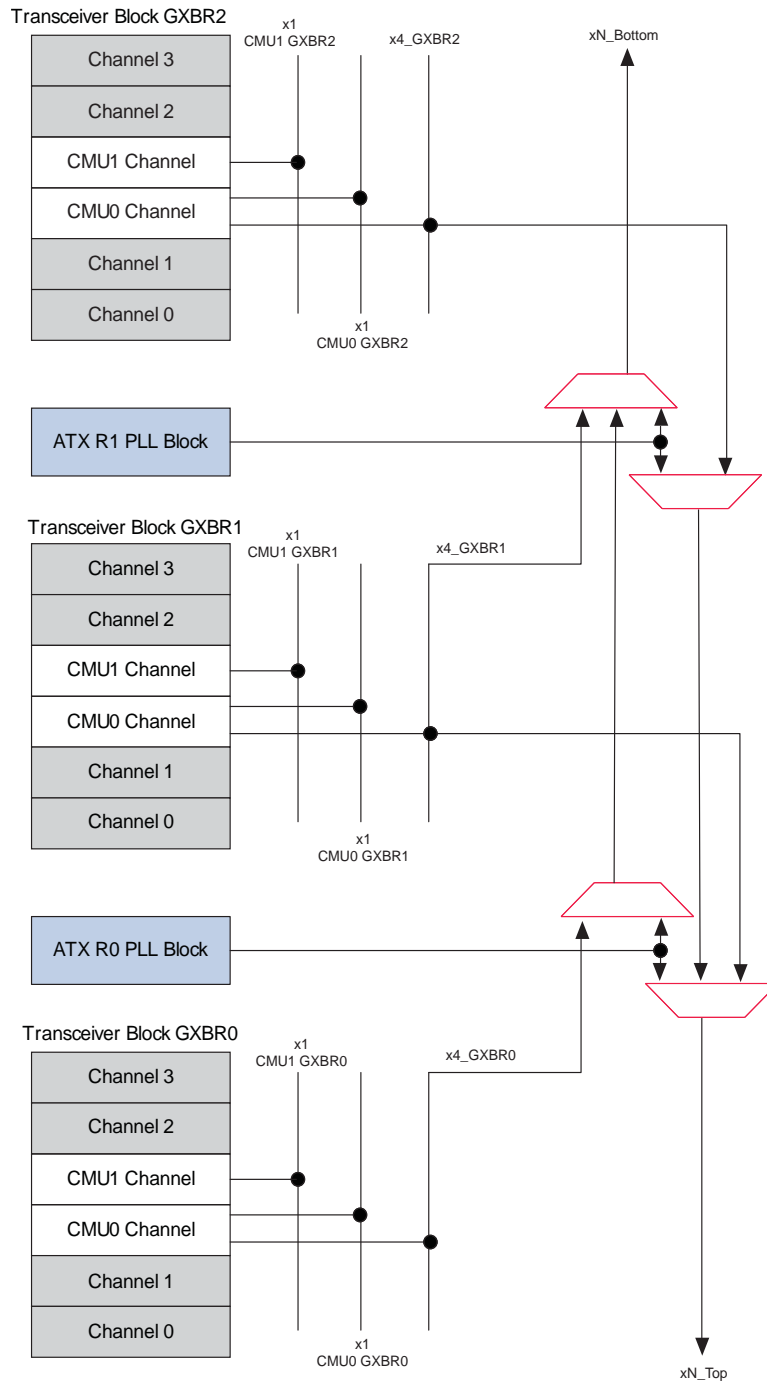 Transceiver Block GXBR2
x1
CMU1 GXBR2
x4_GXBR2
xN_Bottom
Channel 3
Channel 2
CMU1 Channel
CMU0 Channel
Channel 1
Channel 0
x1
CMU0 GXBR2
ATX R1 PLL Block
Transceiver Block GXBR1
x1
CMU1 GXBR1
x4_GXBR1
Channel 3
Channel 2
CMU1 Channel
CMU0 Channel
Channel 1
Channel 0
x1
CMU0 GXBR1
ATX R0 PLL Block
Transceiver Block GXBR0
x1
CMU1 GXBR0
x4_GXBR0
Channel 3
Channel 2
CMU1 Channel
CMU0 Channel
Channel 1
Channel 0
x1
CMU0 GXBR0
xN_Top